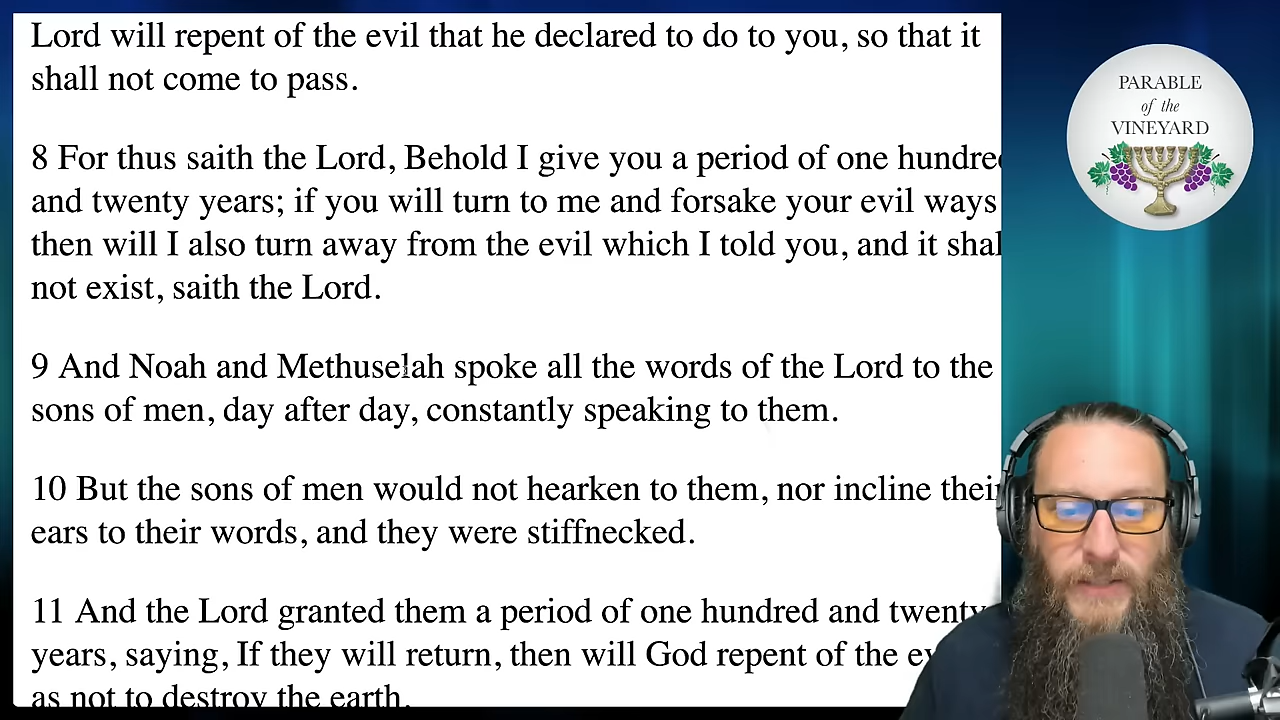 Lord will repent of the evil that he declared to do to you, so that it
shall not come to pass.
8 For thus saith the Lord, Behold I give you a period of one hundred
and twenty years; if you will turn to me and forsake your evil ways
then will I also turn away from the evil which I told you, and it shal
not exist, saith the Lord.
9 And Noah and Methuselah spoke all the words of the Lord to the
sons of men, day after day, constantly speaking to them.
10 But the sons of men would not hearken to them, nor incline their
ears to their words, and they were stiffnecked.
11 And the Lord granted them a period of one hundred and twenty
years, saying, If they will return, then will God repent of the
as not to destroy the earth.
PARABLE
of the
VINEYARD